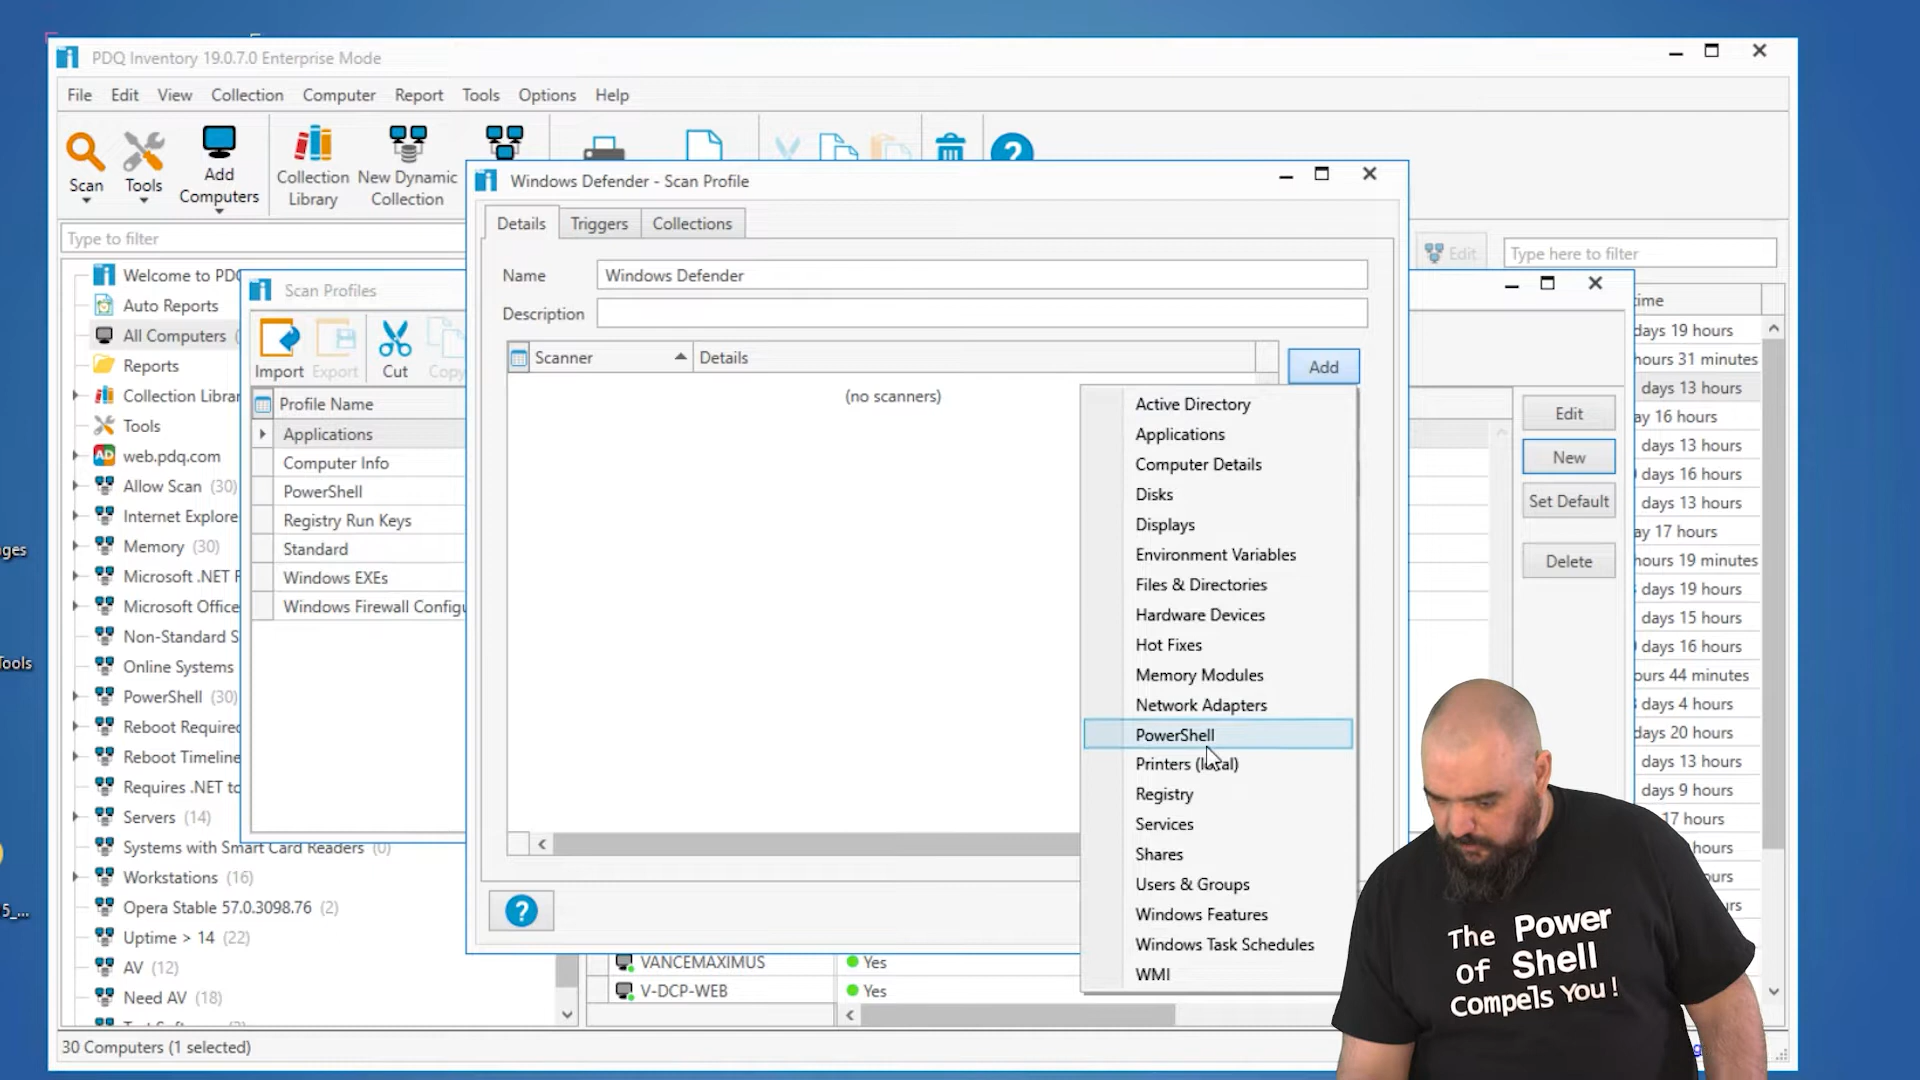 PDQ Inventory 19.0.7.0 Enterprise Mode
File Edit View Collection Computer Report Tools Options Help
Scan
Tools
Add
Computers
Collection
Library
New Dynamic
Collection
Type to filter
Edit
Type here to filter
Welcome to PDQ
Auto Reports
All Computers
Reports
Collection Librar
Tools
web.pdq.com
Allow Scan (30)
Internet Explore
Memory (30)
Microsoft .NET F
Microsoft Office
Non-Standard S
Online Systems
PowerShell (30)
Reboot Require
Reboot Timeline
Requires .NET to
Servers (14)
Systems with Smart Card Readers (0)
Workstations (16)
Opera Stable 57.0.3098.76 (2)
Uptime > 14 (22)
AV (12)
Need AV (18)
30 Computers (1 selected)
ages
Tools
5_...
Scan Profiles
Import Export Cut Copy
Profile Name
Applications
Computer Info
PowerShell
Registry Run Keys
Standard
Windows EXEs
Windows Firewall Configu
Windows Defender - Scan Profile
Details Triggers Collections
Name Windows Defender
Description
Scanner Details
(no scanners)
Add
Active Directory
Applications
Computer Details
Disks
Displays
Environment Variables
Files & Directories
Hardware Devices
Hot Fixes
Memory Modules
Network Adapters
PowerShell
Printers (local)
Registry
Services
Shares
Users & Groups
Windows Features
Windows Task Schedules
WMI
VANCEMAXIMUS Yes
V-DCP-WEB Yes
Edit
New
Set Default
Delete
time
days 19 hours
hours 31 minutes
days 13 hours
ay 16 hours
days 13 hours
days 16 hours
days 13 hours
ay 17 hours
hours 19 minutes
days 19 hours
days 15 hours
days 16 hours
ours 44 minutes
days 4 hours
days 20 hours
days 13 hours
days 9 hours
17 hours
hours
ours
rs
The Power
of Shell
Compels You!